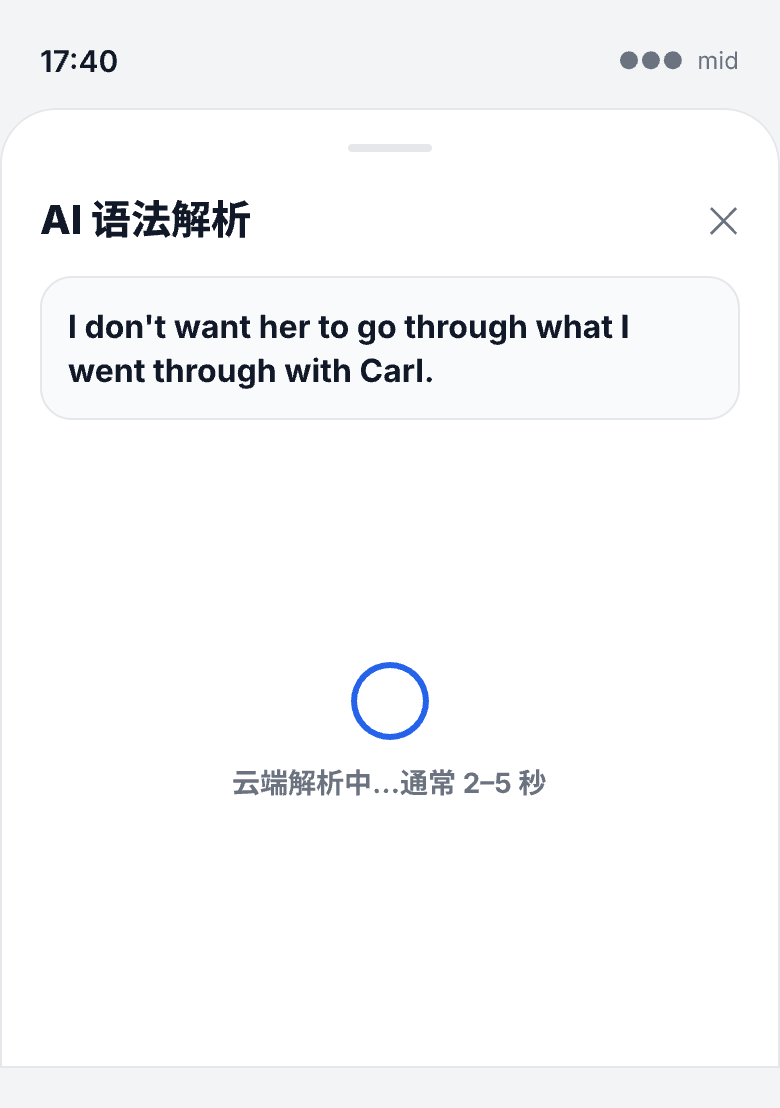 17:40
mid
AI 语法解析
I don't want her to go through what I
went through with Carl.
云端解析中...通常 2–5 秒